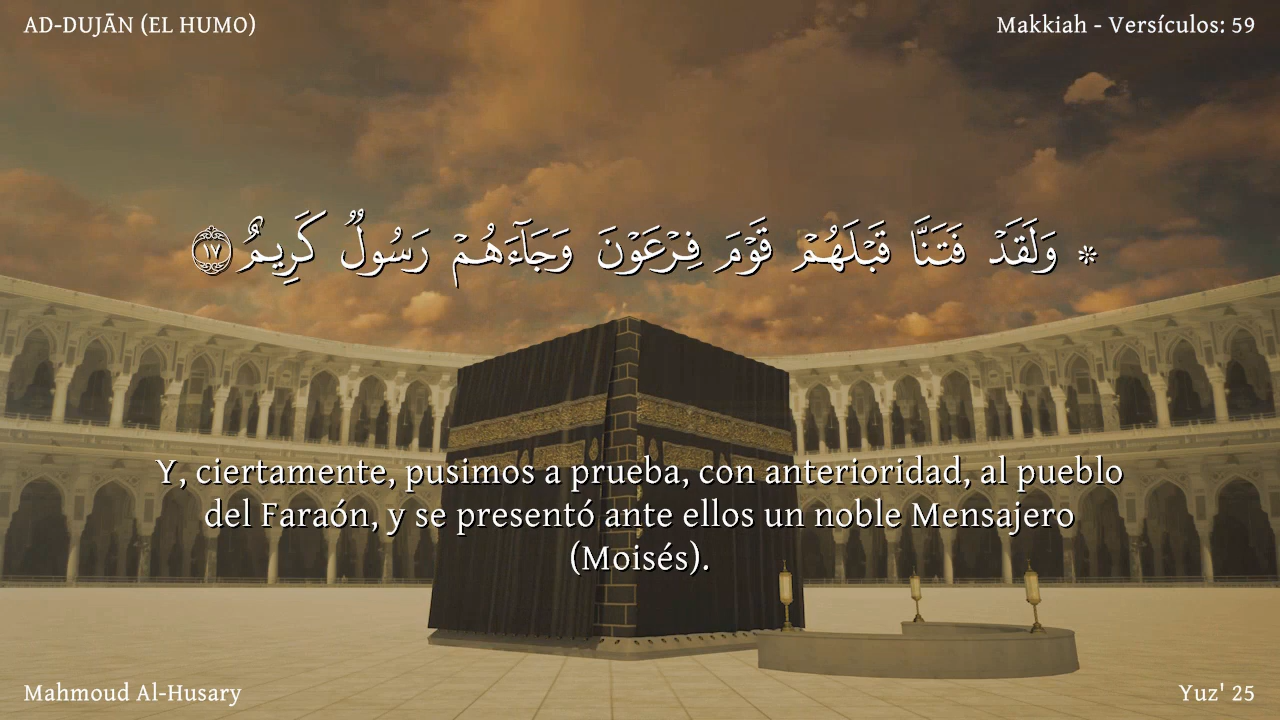 AD-DUJĀN (EL HUMO)
Makkiah - Versículos: 59
۞ وَلَقَدْ فَتَنَّا قَبْلَهُمْ قَوْمَ فِرْعَوْنَ وَجَآءَهُمْ رَسُولٌ كَرِيمٌ ١٧
Y, ciertamente, pusimos a prueba, con anterioridad, al pueblo
del Faraón, y se presentó ante ellos un noble Mensajero
(Moisés).
Mahmoud Al-Husary
Yuz' 25